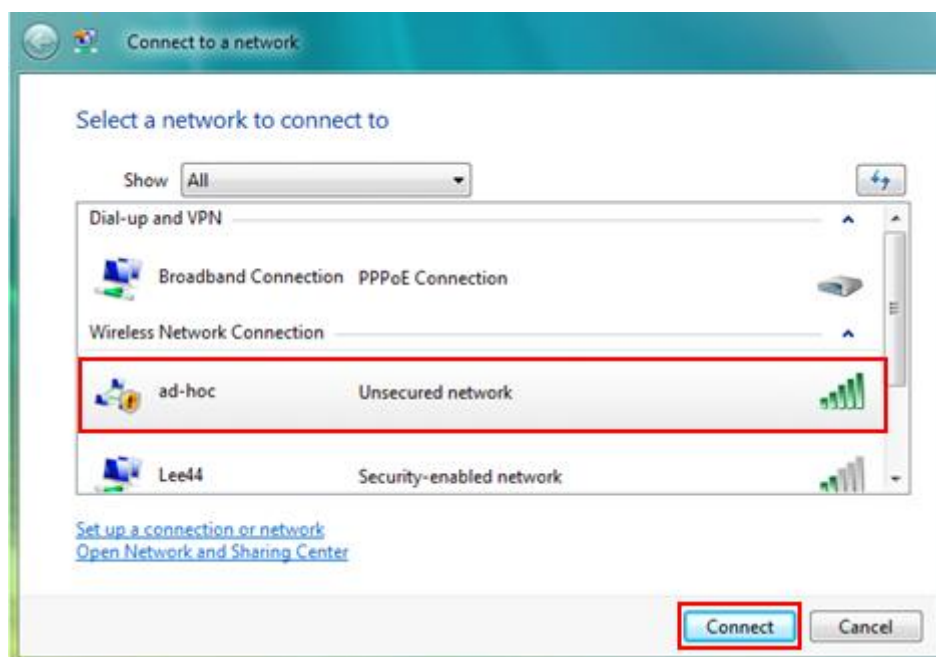 Connect to a network
Select a network to connect to
Show All
Dial-up and VPN
Broadband Connection PPPoE Connection
Wireless Network Connection
ad-hoc Unsecured network
Lee44 Security-enabled network
Set up a connection or network
Open Network and Sharing Center
Connect Cancel